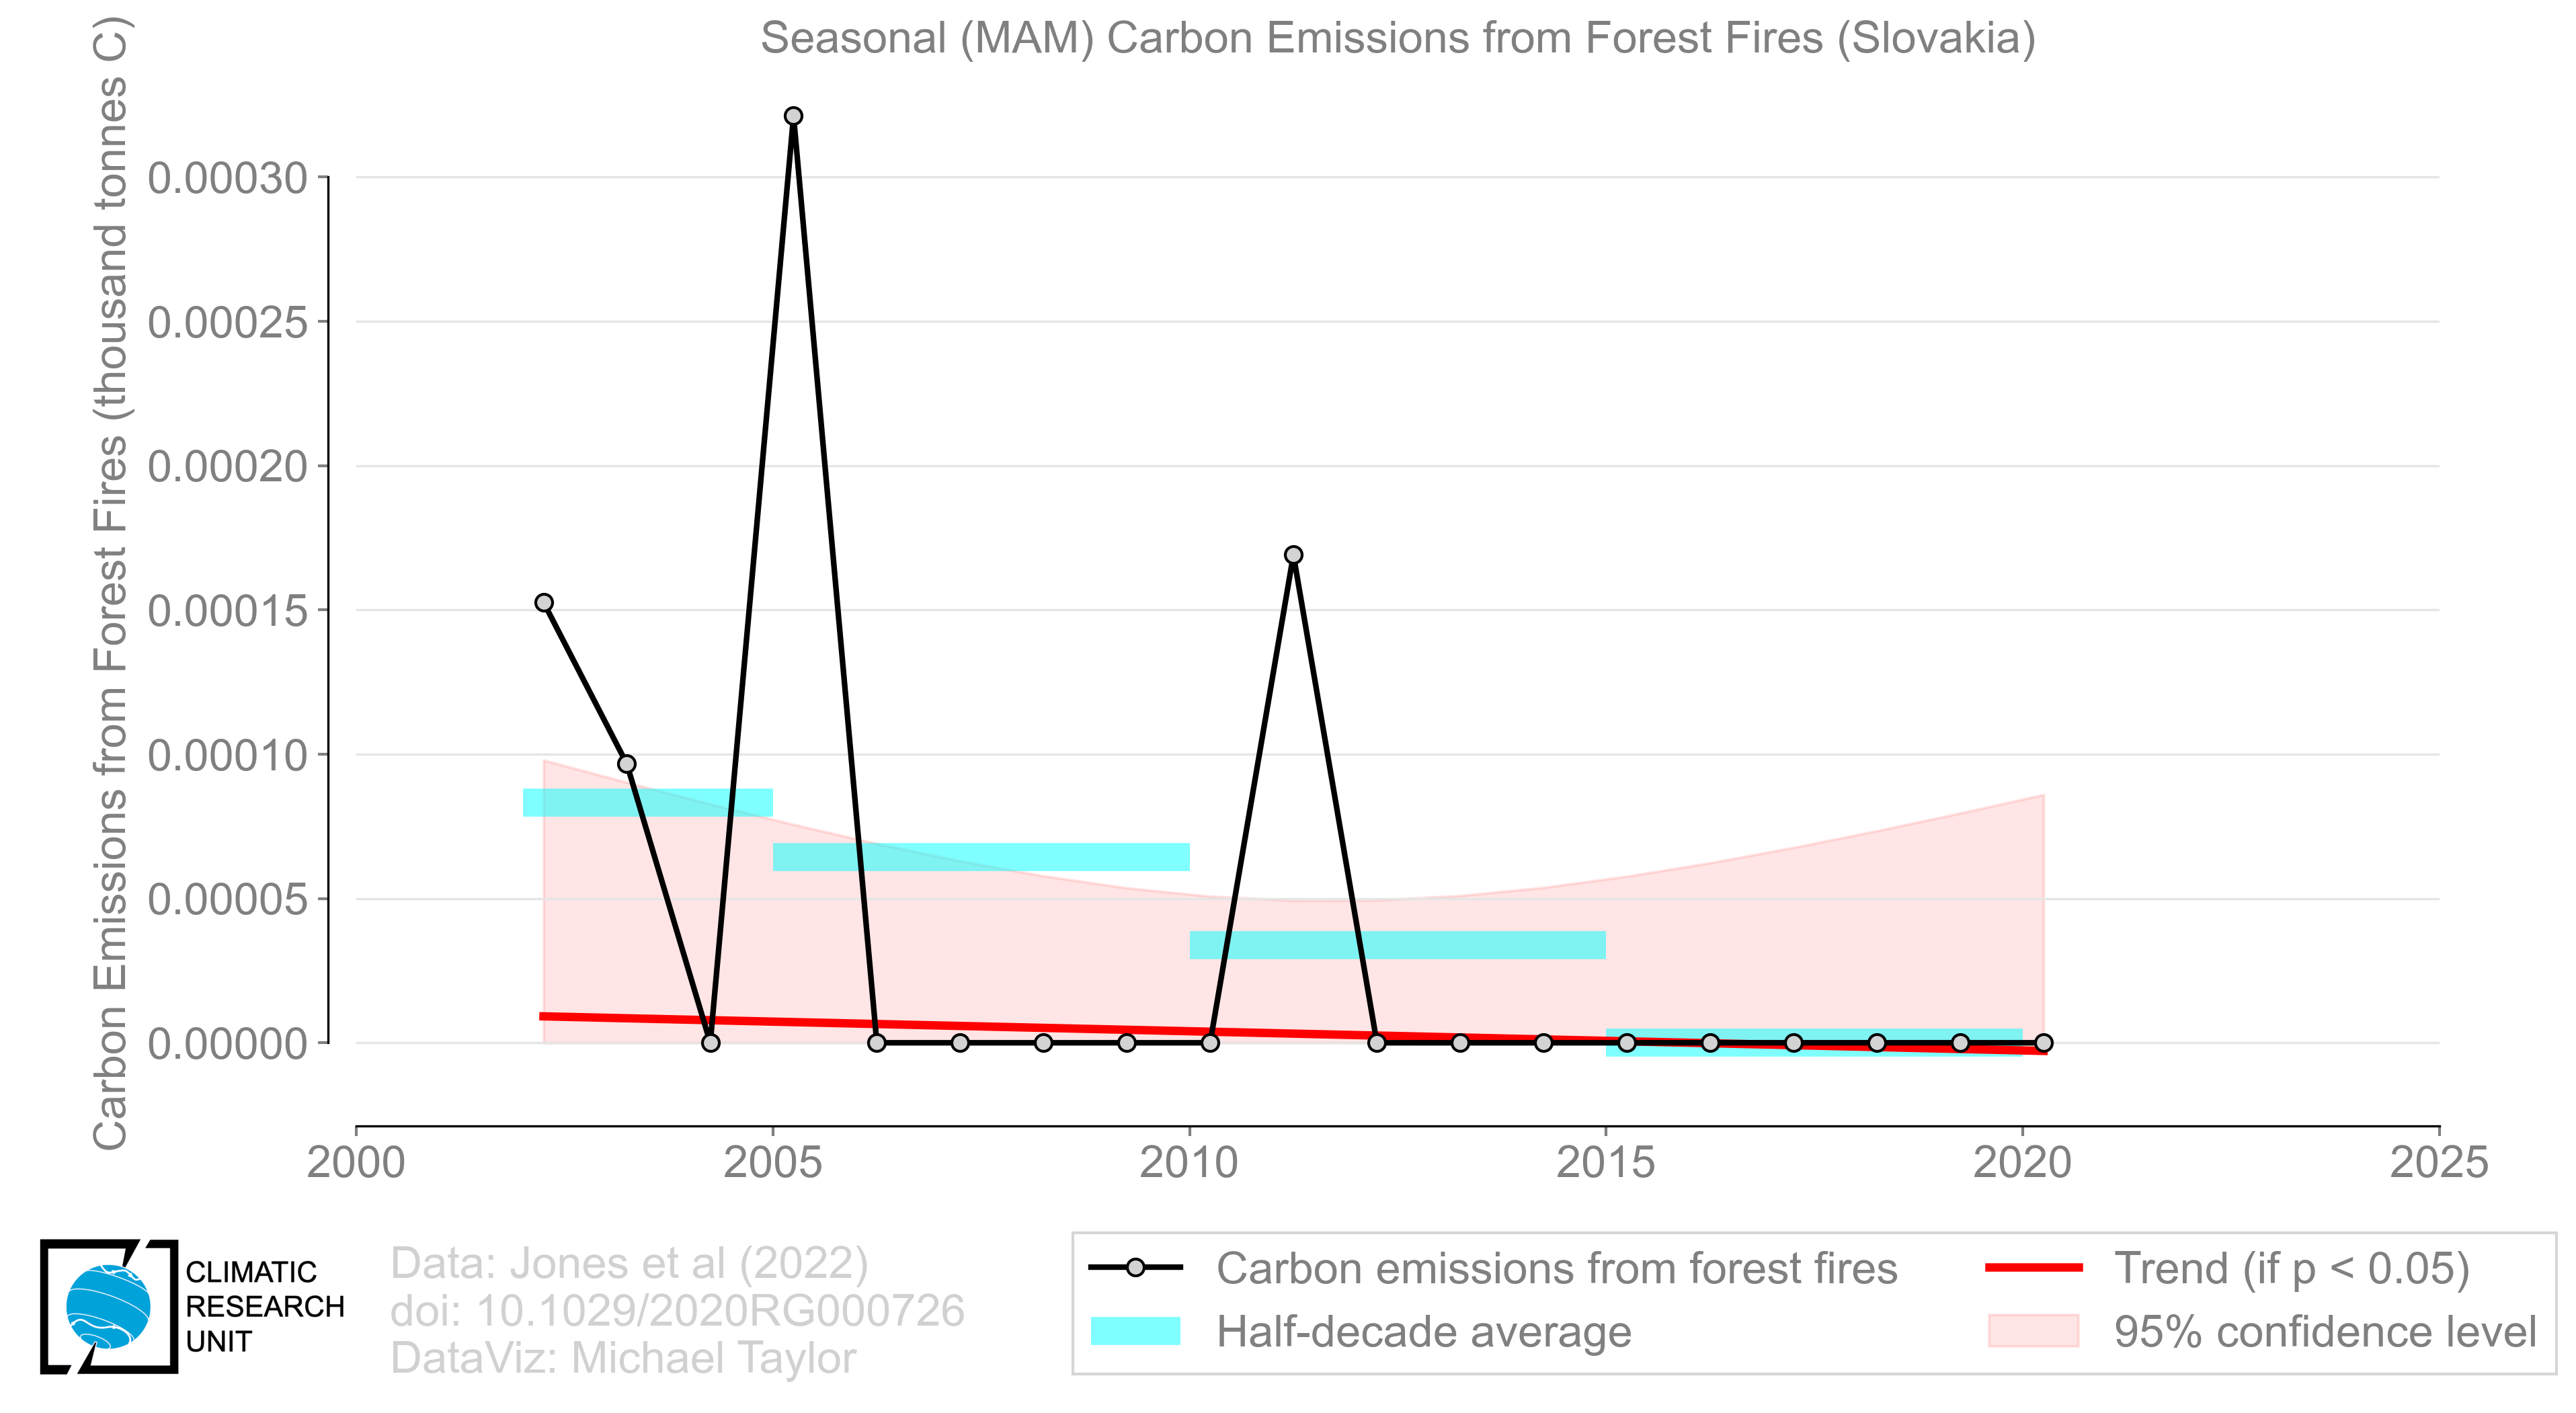 Seasonal (MAM) Carbon Emissions from Forest Fires (Slovakia)
Carbon Emissions from Forest Fires (thousand tonnes C)
0.00030
0.00025
0.00020
0.00015
0.00010
0.00005
0.00000
2000 2005 2010 2015 2020 2025
CLIMATIC
RESEARCH
UNIT
Data: Jones et al (2022)
doi: 10.1029/2020RG000726
DataViz: Michael Taylor
Carbon emissions from forest fires
Half-decade average
Trend (if p < 0.05)
95% confidence level